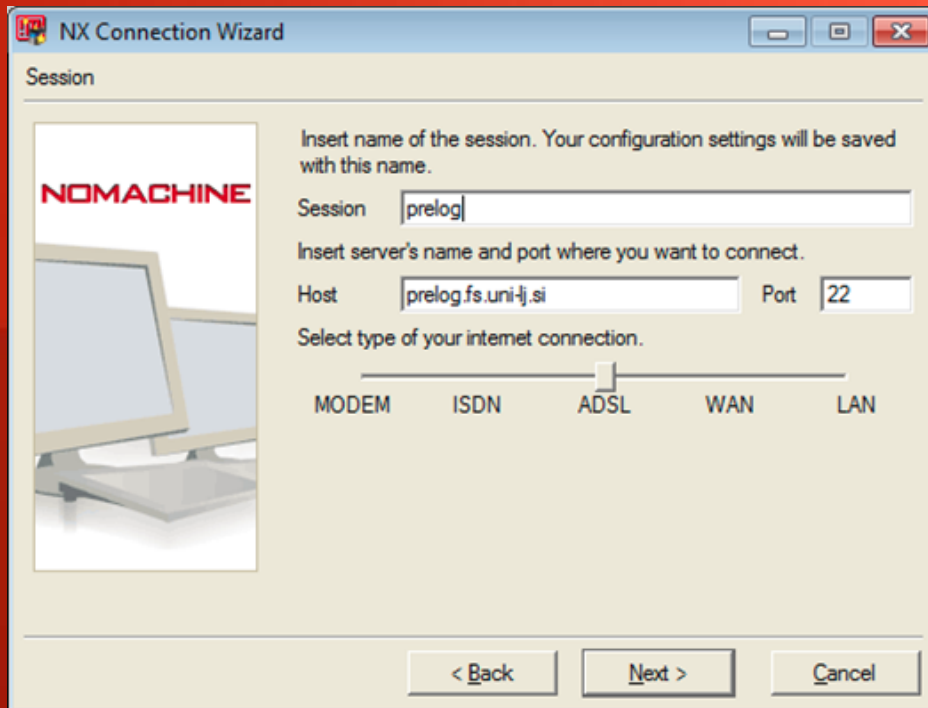 NX Connection Wizard
Session
Insert name of the session. Your configuration settings will be saved
with this name.
NOMACHINE
Session prelog
Insert server's name and port where you want to connect.
Host prelog.fs.uni-lj.si Port 22
Select type of your internet connection.
MODEM ISDN ADSL WAN LAN
< Back Next > Cancel